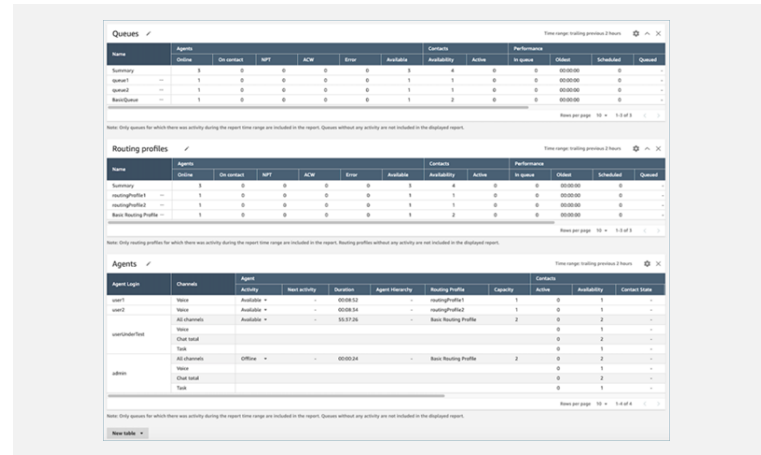 Queues Time range: trailing previous 2 hours
Name Agents Contacts Performance
Online On contact NPT ACW Error Available Availability Active In queue Oldest Scheduled Queued
Summary 3 0 0 0 0 3 4 0 0 00:00:00 0 -
queue1 ... 1 0 0 0 0 1 1 0 0 00:00:00 0 -
queue2 ... 1 0 0 0 0 1 1 0 0 00:00:00 0 -
BasicQueue ... 1 0 0 0 0 1 2 0 0 00:00:00 0 -
Rows per page 10 1-3 of 3
Note: Only queues for which there was activity during the report time range are included in the report. Queues without any activity are not included in the displayed report.
Routing profiles Time range: trailing previous 2 hours
Name Agents Contacts Performance
Online On contact NPT ACW Error Available Availability Active In queue Oldest Scheduled Queued
Summary 3 0 0 0 0 3 4 0 0 00:00:00 0 -
routingProfile1 ... 1 0 0 0 0 1 1 0 0 00:00:00 0 -
routingProfile2 ... 1 0 0 0 0 1 1 0 0 00:00:00 0 -
Basic Routing Profile ... 1 0 0 0 0 1 2 0 0 00:00:00 0 -
Rows per page 10 1-3 of 3
Note: Only routing profiles for which there was activity during the report time range are included in the report. Routing profiles without any activity are not included in the displayed report.
Agents Time range: trailing previous 2 hours
Agent Login Channels Agent Contacts
Activity Next activity Duration Agent Hierarchy Routing Profile Capacity Active Availability Contact State
user1 Voice Available - 00:08:52 - routingProfile1 1 0 1 -
user2 Voice Available - 00:08:34 - routingProfile2 1 0 1 -
userUnderTest All channels Available - 55:37:26 - Basic Routing Profile 2 0 2 -
Voice 0 1 -
Chat total 0 2 -
Task 0 1 -
admin All channels Offline - 00:00:24 - Basic Routing Profile 2 0 2 -
Voice 0 1 -
Chat total 0 2 -
Task 0 1 -
Rows per page 10 1-4 of 4
Note: Only queues for which there was activity during the report time range are included in the report. Queues without any activity are not included in the displayed report.
New table